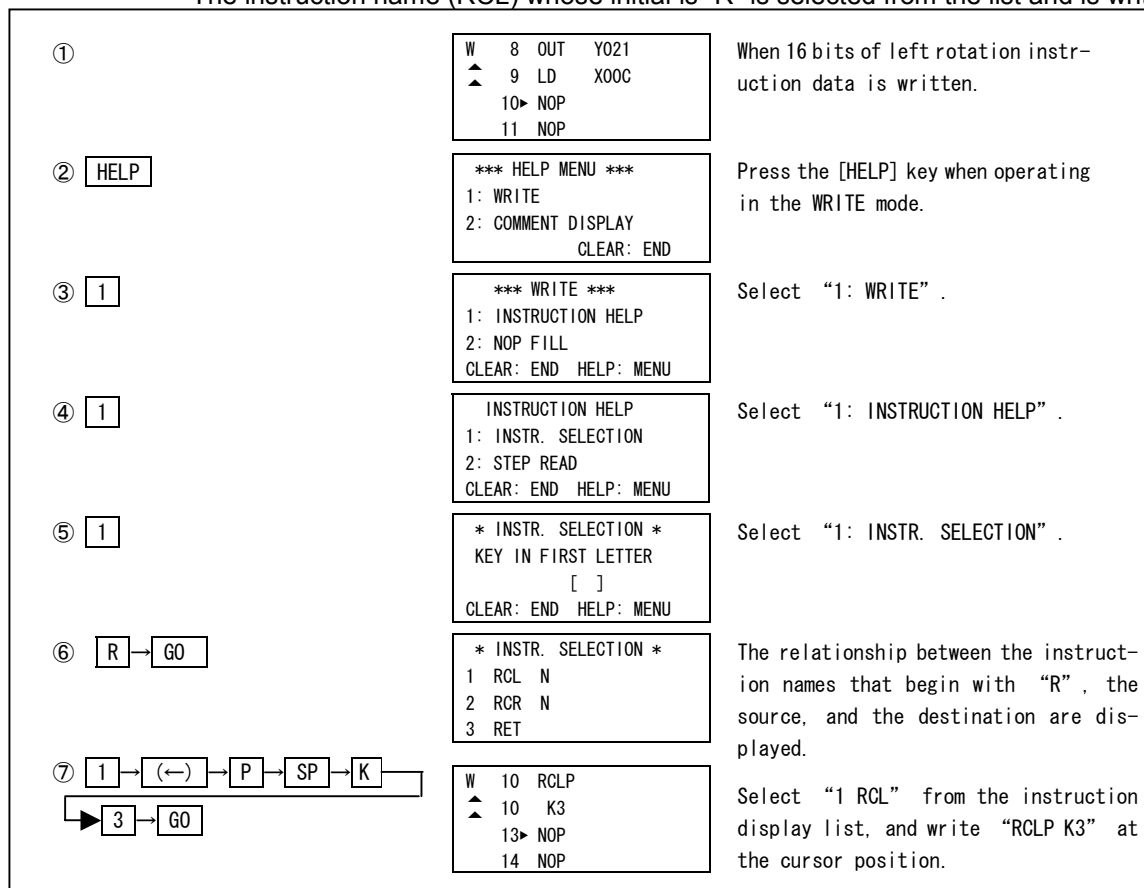 The instruction name (RCL) whose initial is "R" is selected from the list and is
①
W 8 OUT Y021
9 LD X00C
10▶ NOP
11 NOP
When 16 bits of left rotation instr-
uction data is written.
② HELP
*** HELP MENU ***
1: WRITE
2: COMMENT DISPLAY
CLEAR: END
Press the [HELP] key when operating
in the WRITE mode.
③ 1
*** WRITE ***
1: INSTRUCTION HELP
2: NOP FILL
CLEAR: END HELP: MENU
Select “1: WRITE”.
④ 1
INSTRUCTION HELP
1: INSTR. SELECTION
2: STEP READ
CLEAR: END HELP: MENU
Select “1: INSTRUCTION HELP”.
⑤ 1
* INSTR. SELECTION *
KEY IN FIRST LETTER
[ ]
CLEAR: END HELP: MENU
Select “1: INSTR. SELECTION”.
⑥ R → GO
* INSTR. SELECTION *
1 RCL N
2 RCR N
3 RET
The relationship between the instruct-
ion names that begin with “R”, the
source, and the destination are dis-
played.
⑦ 1 → (←) → P → SP → K
3 → GO
W 10 RCLP
10 K3
13▶ NOP
14 NOP
Select “1 RCL” from the instruction
display list, and write “RCLP K3” at
the cursor position.